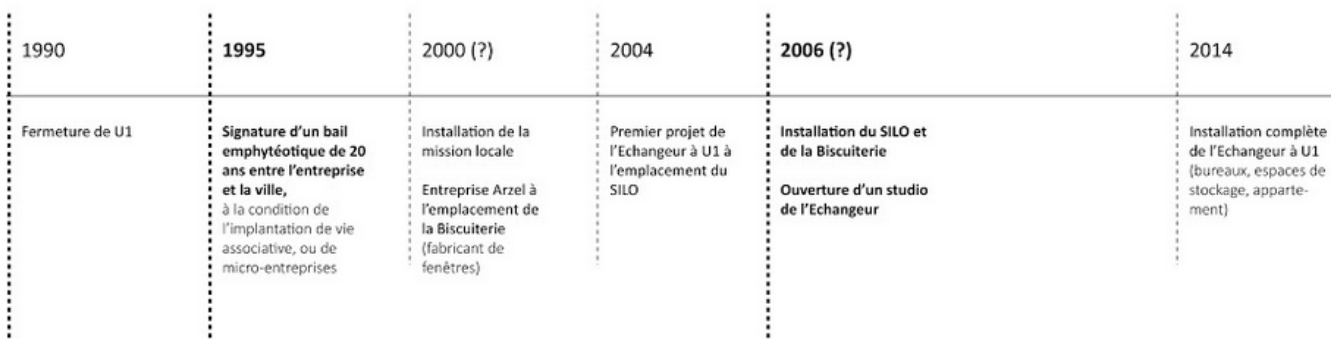 1990
Fermeture de U1
1995
Signature d'un bail
emphytéotique de 20
ans entre l'entreprise
et la ville,
à la condition de
l'implantation de vie
associative, ou de
micro-entreprises
2000 (?)
Installation de la
mission locale
Entreprise Arzel à
l'emplacement de
la Biscuiterie
(fabricant de
fenêtres)
2004
Premier projet de
l'Echangeur à U1 à
l'emplacement du
SILO
2006 (?)
Installation du SILO et
de la Biscuiterie
Ouverture d'un studio
de l'Echangeur
2014
Installation complète
de l'Echangeur à U1
(bureaux, espaces de
stockage, apparte-
ment)